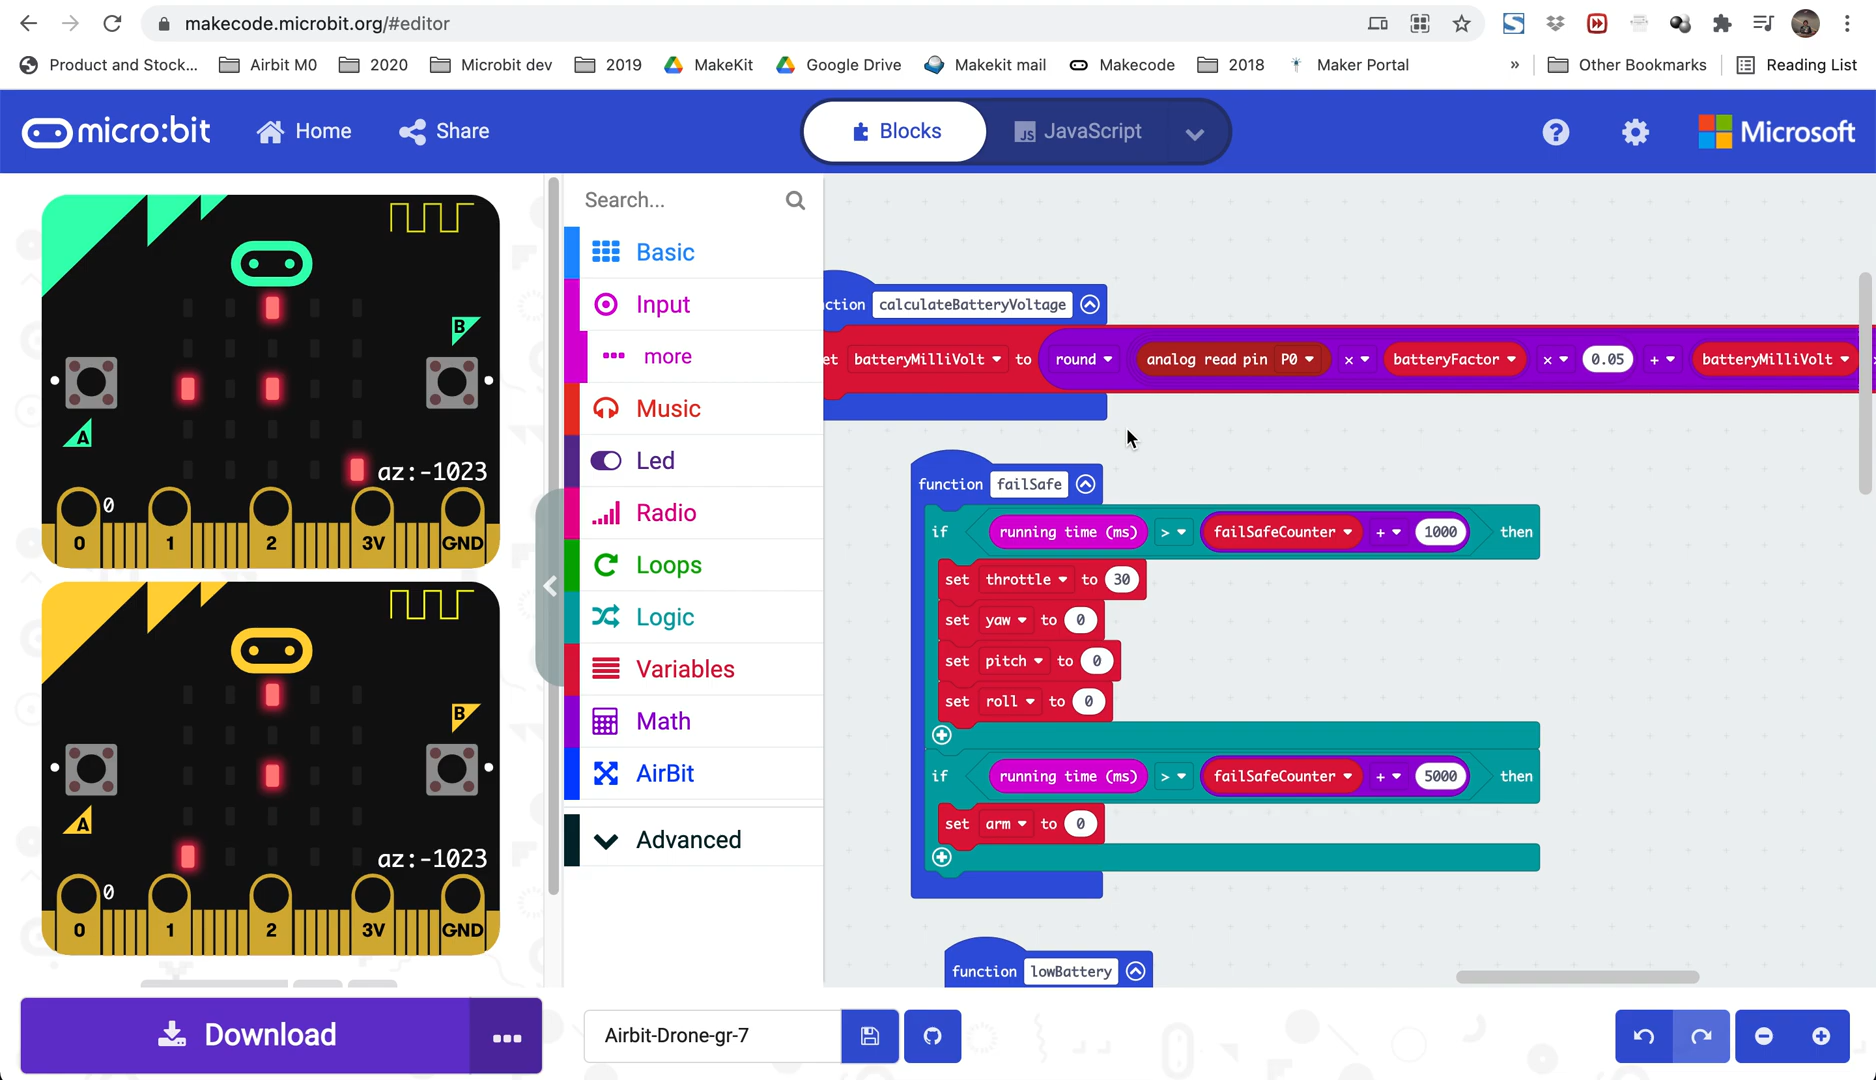 makecode.microbit.org/#editor
Product and Stock... Airbit M0 2020 Microbit dev 2019 MakeKit Google Drive Makekit mail Makecode 2018 Maker Portal » Other Bookmarks Reading List
micro:bit Home Share Blocks JS JavaScript ? Microsoft
B
A
az:-1023
0
0 1 2 3V GND
B
A
az:-1023
0
0 1 2 3V GND
Search...
Basic
Input
more
Music
Led
Radio
Loops
Logic
Variables
Math
AirBit
Advanced
ction calculateBatteryVoltage
et batteryMilliVolt to round analog read pin P0 × batteryFactor × 0.05 + batteryMilliVolt
function failSafe
if running time (ms) > failSafeCounter + 1000 then
set throttle to 30
set yaw to 0
set pitch to 0
set roll to 0
if running time (ms) > failSafeCounter + 5000 then
set arm to 0
function lowBattery
Download ... Airbit-Drone-gr-7